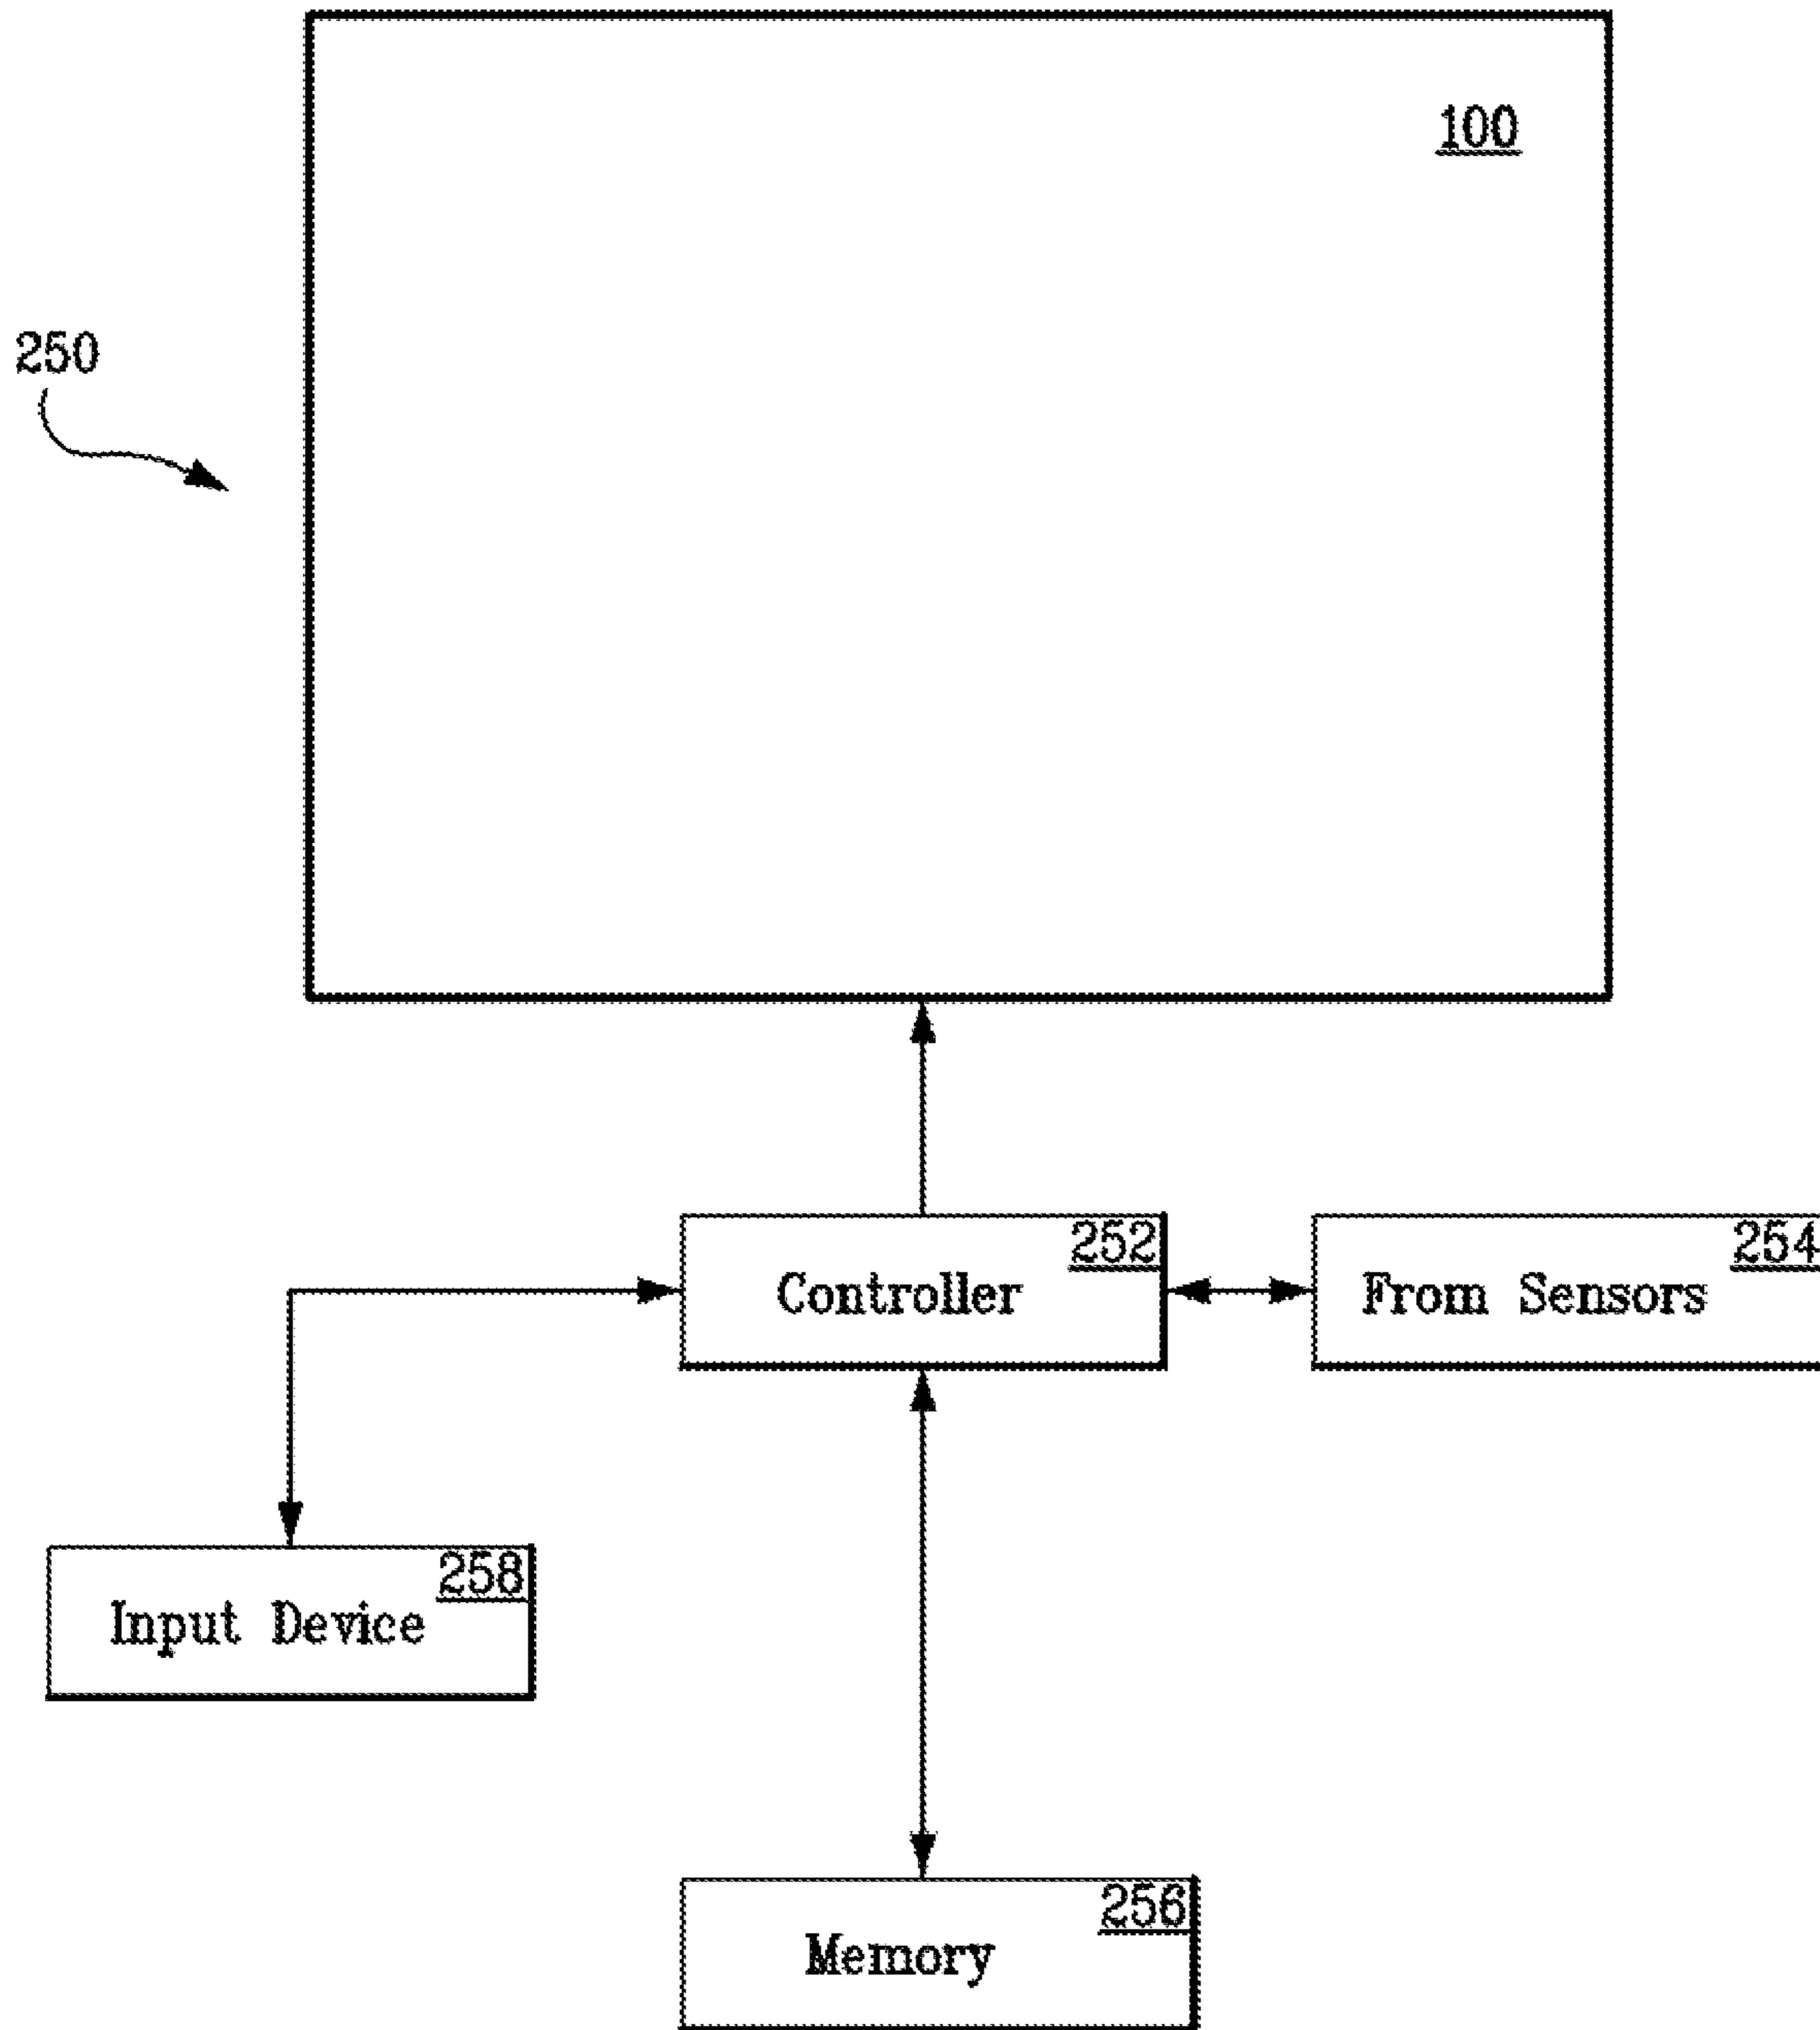 100
250
252
Controller
254
From Sensors
258
Input Device
256
Memory